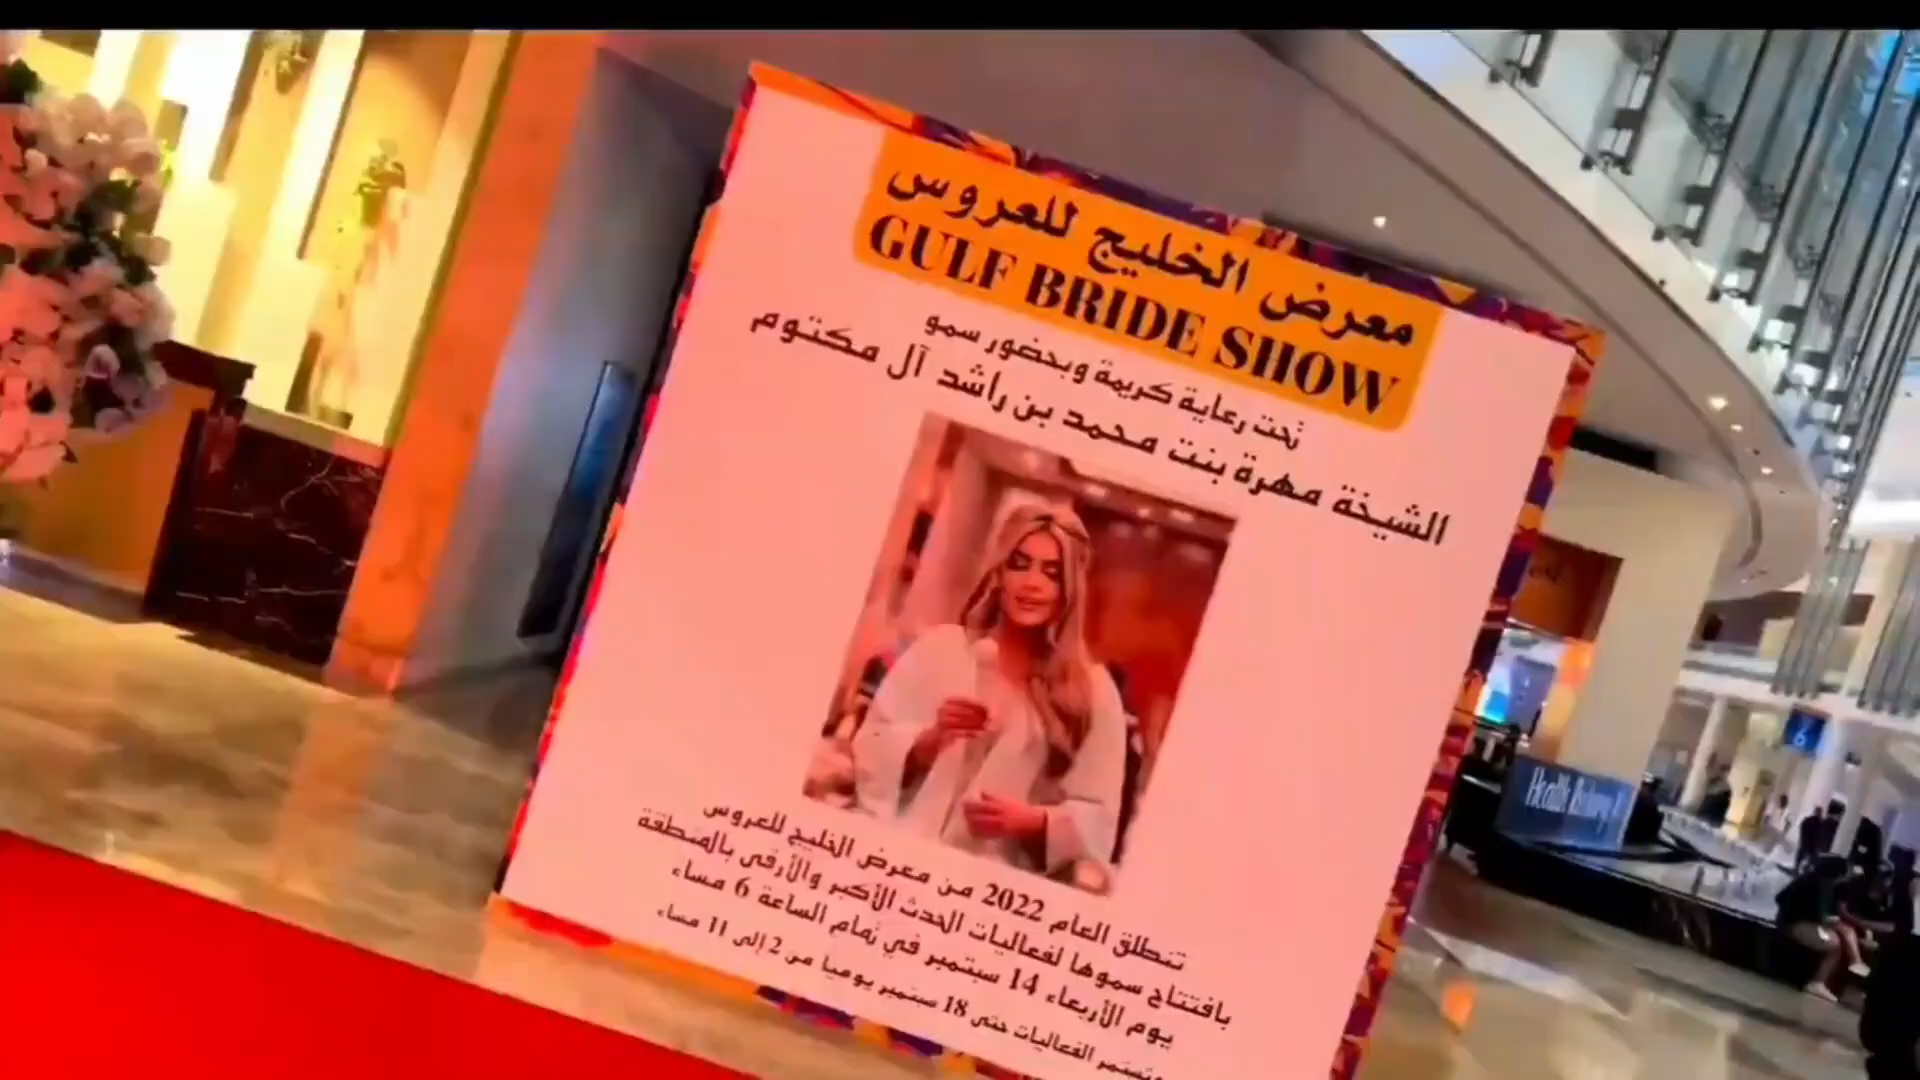 معرض الخليج للعروس
GULF BRIDE SHOW
تحت رعاية كريمة وبحضور سمو
الشيخة مهرة بنت محمد بن راشد آل مكتوم
تنطلق العام 2022 من معرض الخليج للعروس
بافتتاح سموها لفعاليات الحدث الأكبر والأرقى بالمنطقة
يوم الأربعاء 14 سبتمبر في تمام الساعة 6 مساء
وتستمر الفعاليات حتى 18 سبتمبر يوميا من 2 إلى 11 مساء
6
Health